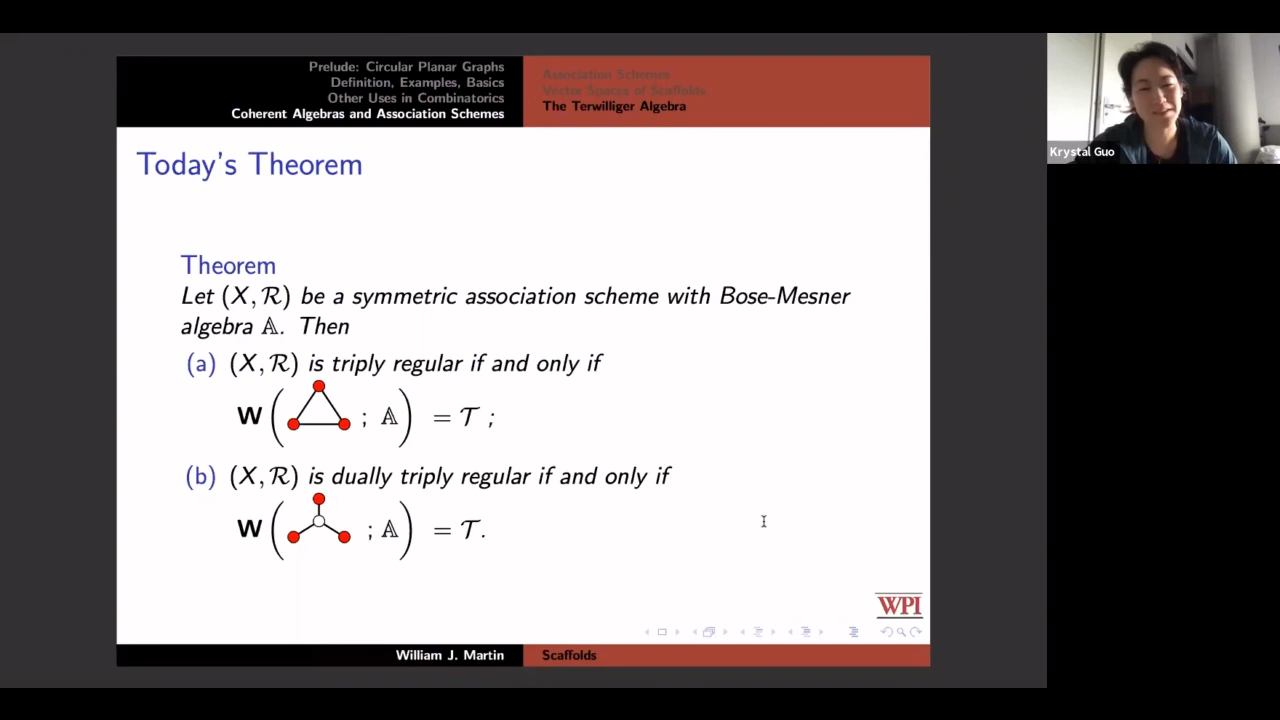 Prelude: Circular Planar Graphs
Definition, Examples, Basics
Other Uses in Combinatorics
Coherent Algebras and Association Schemes
Association Schemes
Vector Spaces of Scaffolds
The Terwilliger Algebra
Krystal Guo
Today's Theorem
Theorem
Let (X, ℛ) be a symmetric association scheme with Bose-Mesner
algebra 𝔸. Then
(a) (X, ℛ) is triply regular if and only if
W ( ; 𝔸 ) = 𝒯 ;
(b) (X, ℛ) is dually triply regular if and only if
W ( ; 𝔸 ) = 𝒯.
WPI
William J. Martin
Scaffolds